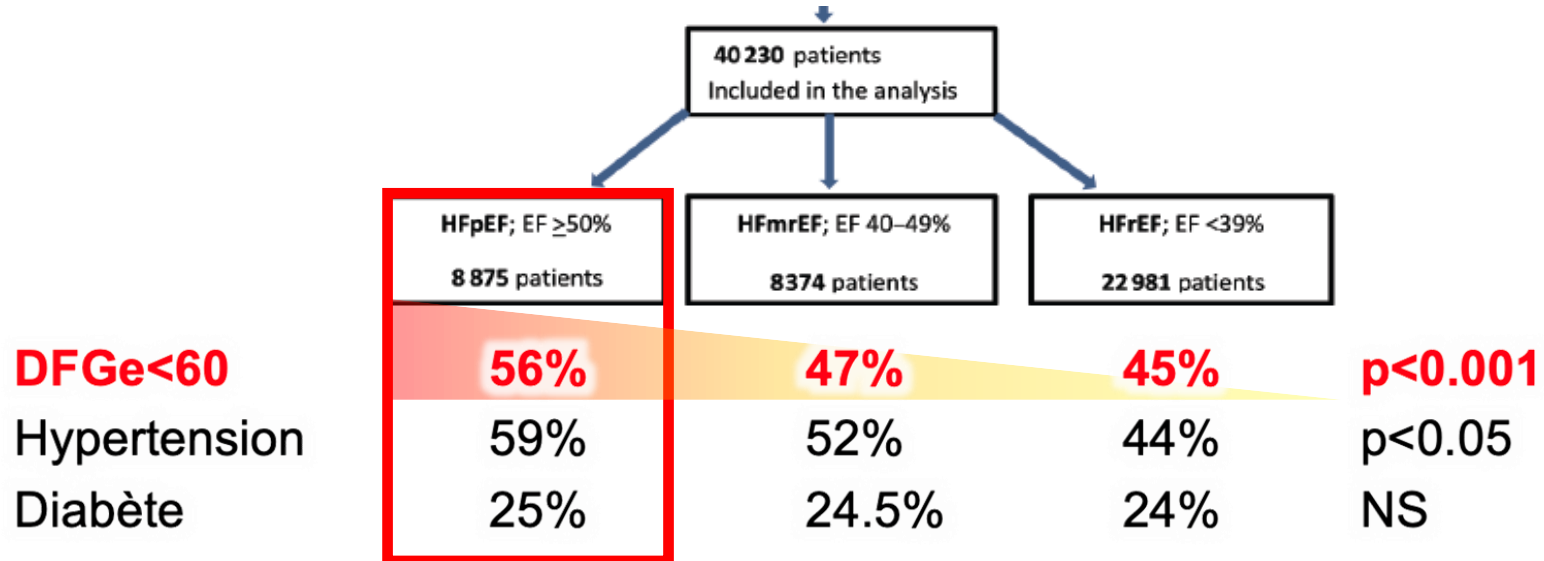 40 230 patients
Included in the analysis
HFpEF; EF ≥50%
8 875 patients
HFmrEF; EF 40–49%
8374 patients
HFrEF; EF <39%
22 981 patients
DFGe<60 56% 47% 45% p<0.001
Hypertension 59% 52% 44% p<0.05
Diabète 25% 24.5% 24% NS